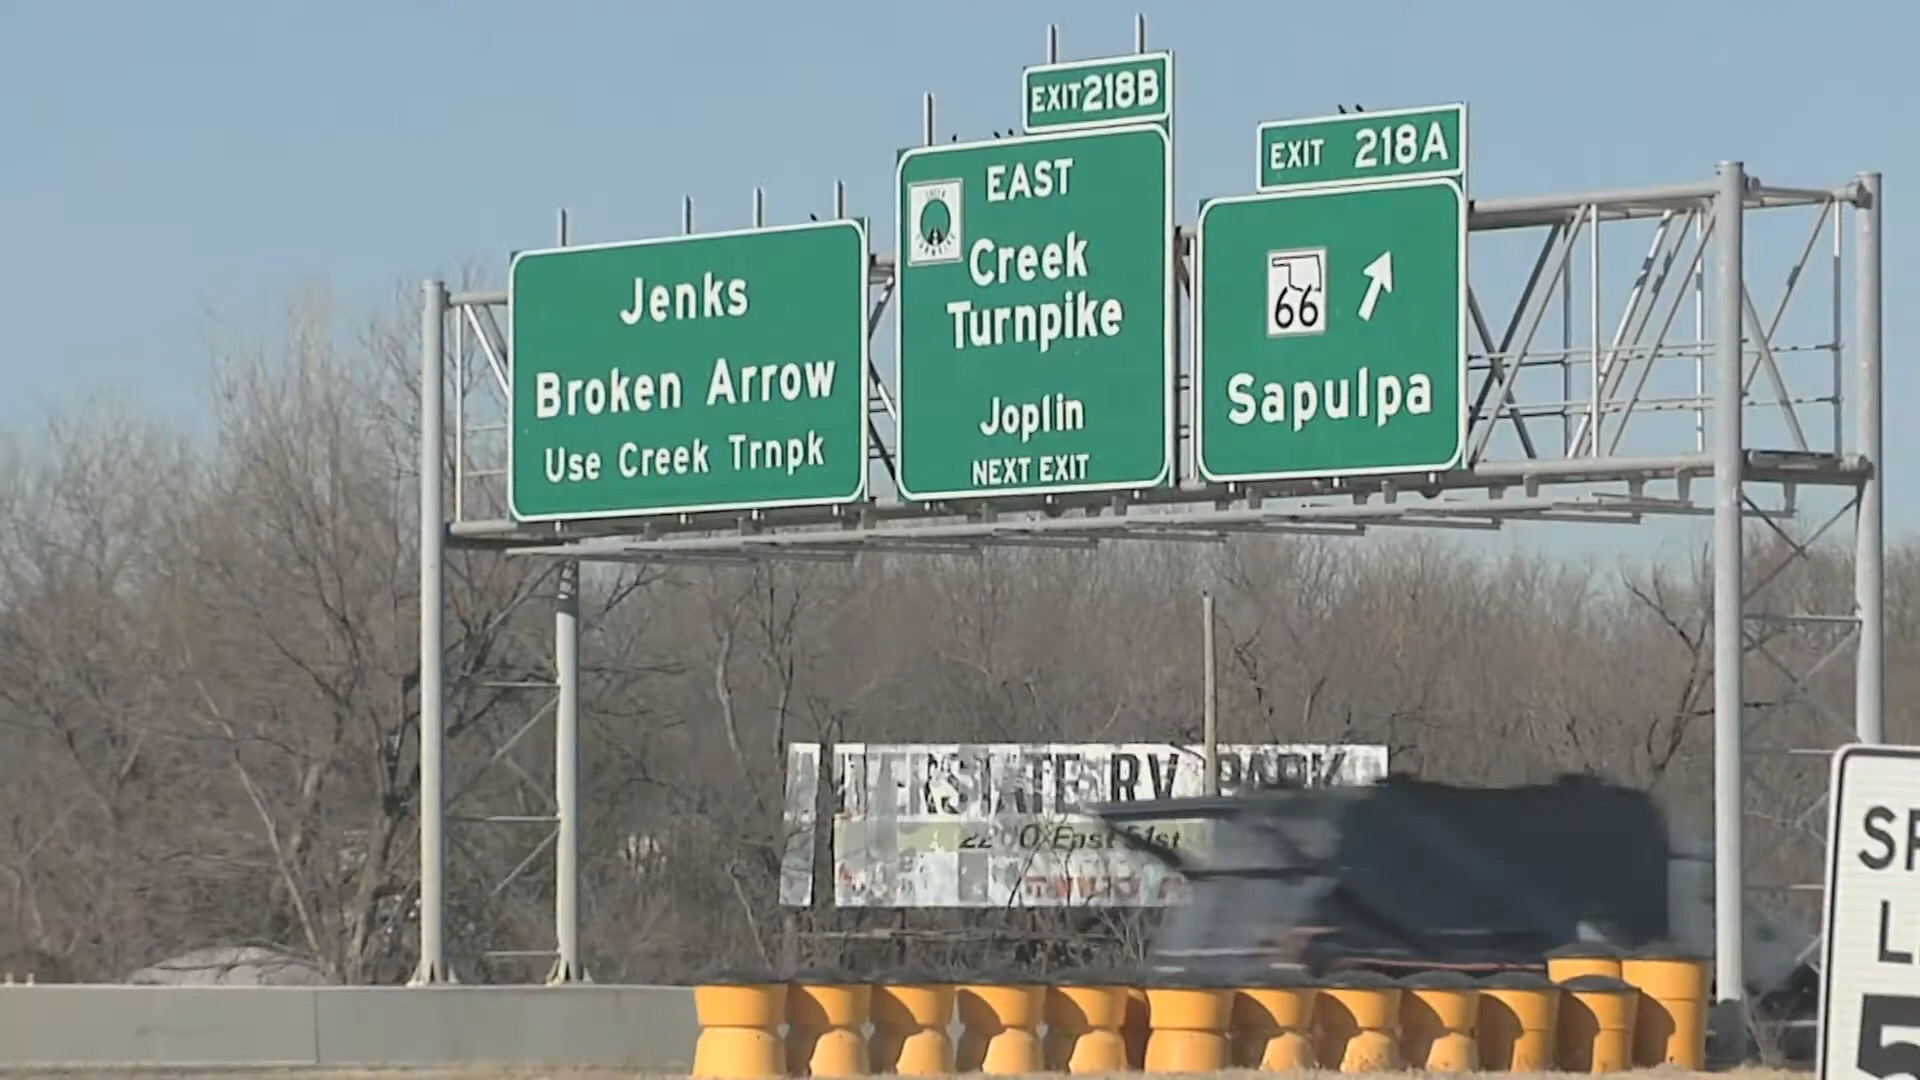 Jenks
Broken Arrow
Use Creek Trnpk
EXIT 218B
EAST
Creek
Turnpike
Joplin
NEXT EXIT
EXIT 218A
66
Sapulpa
RV PARK
East 51st